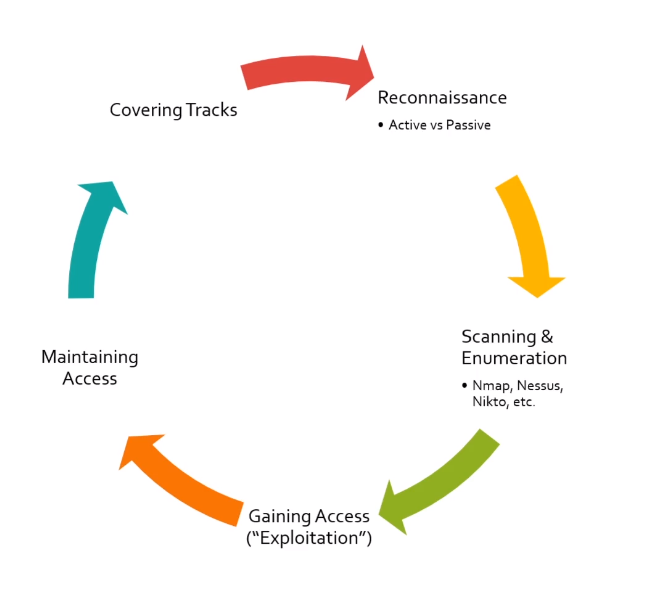 Covering Tracks
Reconnaissance
• Active vs Passive
Scanning &
Enumeration
• Nmap, Nessus,
Nikto, etc.
Gaining Access
(“Exploitation”)
Maintaining
Access